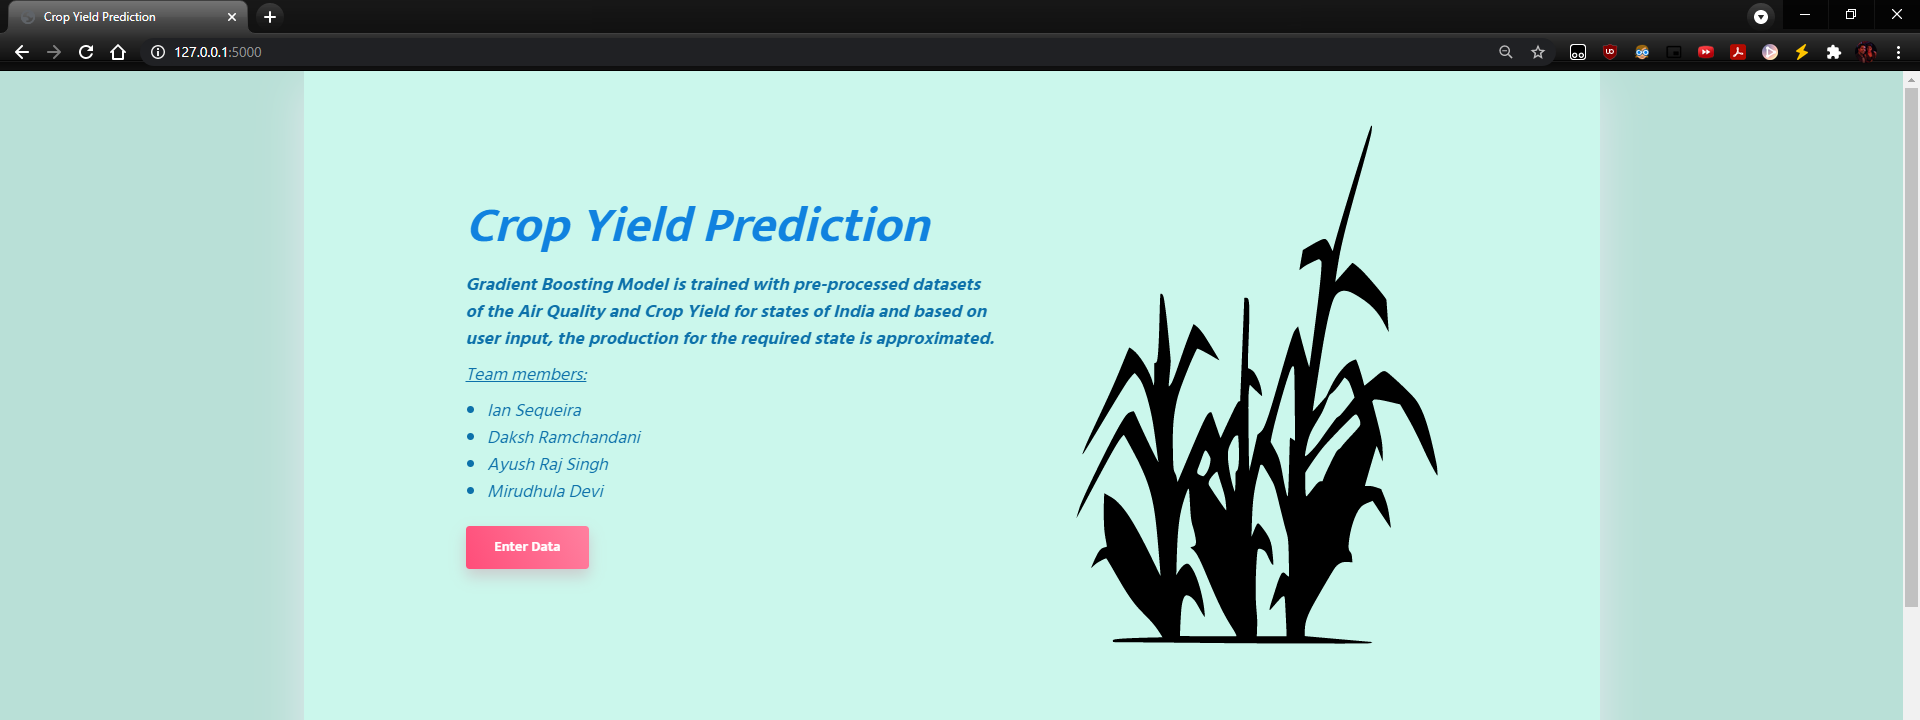 Crop Yield Prediction
127.0.0.1:5000
Crop Yield Prediction
Gradient Boosting Model is trained with pre-processed datasets
of the Air Quality and Crop Yield for states of India and based on
user input, the production for the required state is approximated.
Team members:
Ian Sequeira
Daksh Ramchandani
Ayush Raj Singh
Mirudhula Devi
Enter Data